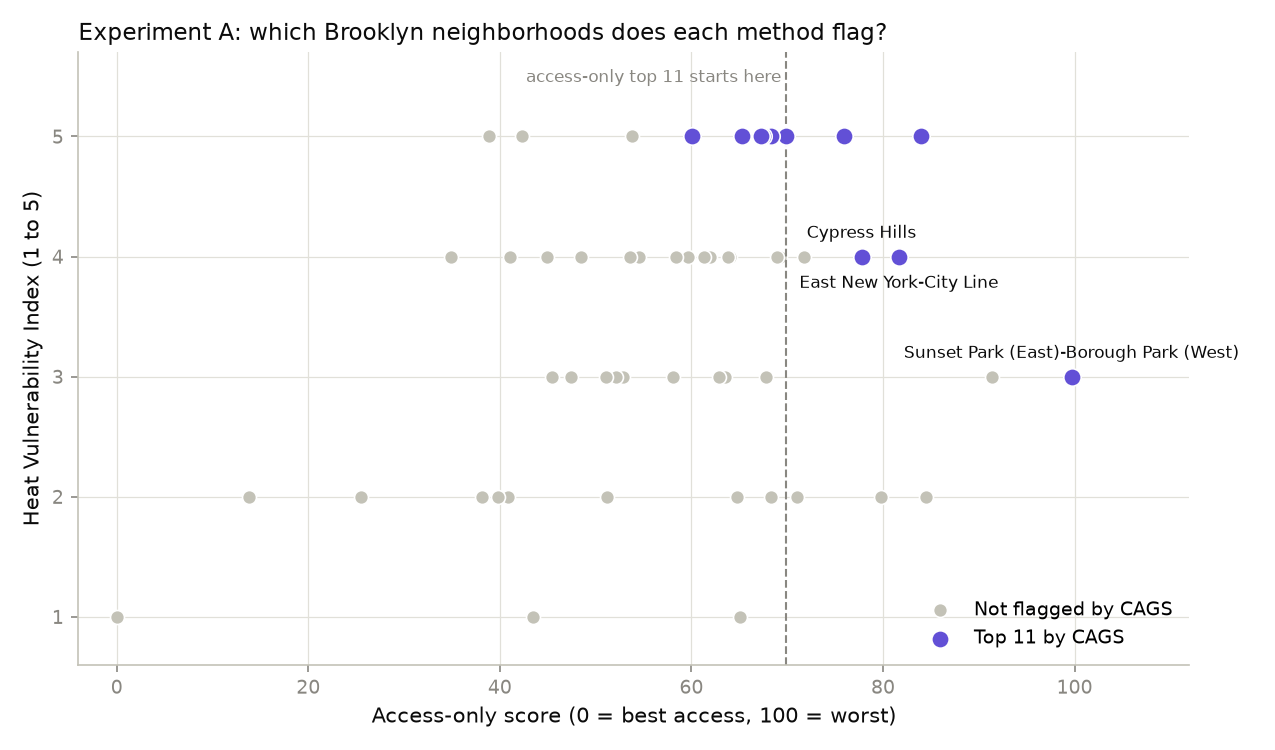 Experiment A: which Brooklyn neighborhoods does each method flag?
access-only top 11 starts here
Heat Vulnerability Index (1 to 5)
5
4
3
2
1
Cypress Hills
East New York-City Line
Sunset Park (East)-Borough Park (West)
Not flagged by CAGS
Top 11 by CAGS
0 20 40 60 80 100
Access-only score (0 = best access, 100 = worst)